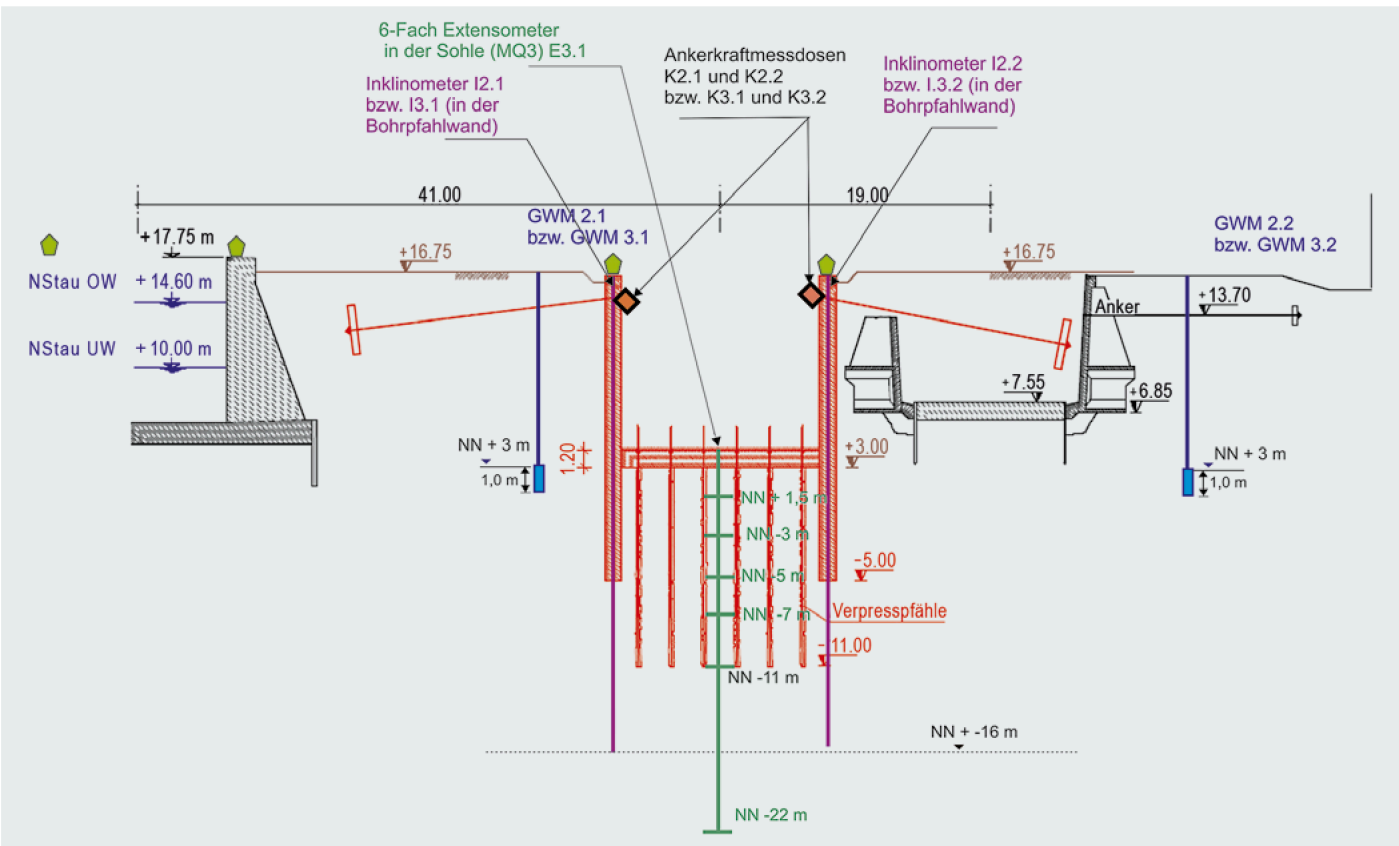 6-Fach Extensometer
in der Sohle (MQ3) E3.1
Ankerkraftmessdosen
K2.1 und K2.2
bzw. K3.1 und K3.2
Inklinometer I2.2
bzw. I.3.2 (in der
Bohrpfahlwand)
Inklinometer I2.1
bzw. I3.1 (in der
Bohrpfahlwand)
41.00
19.00
GWM 2.1
bzw. GWM 3.1
GWM 2.2
bzw. GWM 3.2
+17.75 m
+16.75
+16.75
NStau OW + 14.60 m
+13.70
Anker
NStau UW + 10.00 m
+7.55
+6.85
NN + 3 m
1,0 m
1.20
+3.00
NN + 3 m
1,0 m
NN + 1,5 m
NN -3 m
-5.00
NN -5 m
NN -7 m
Verpresspfähle
-11.00
NN -11 m
NN + -16 m
NN -22 m